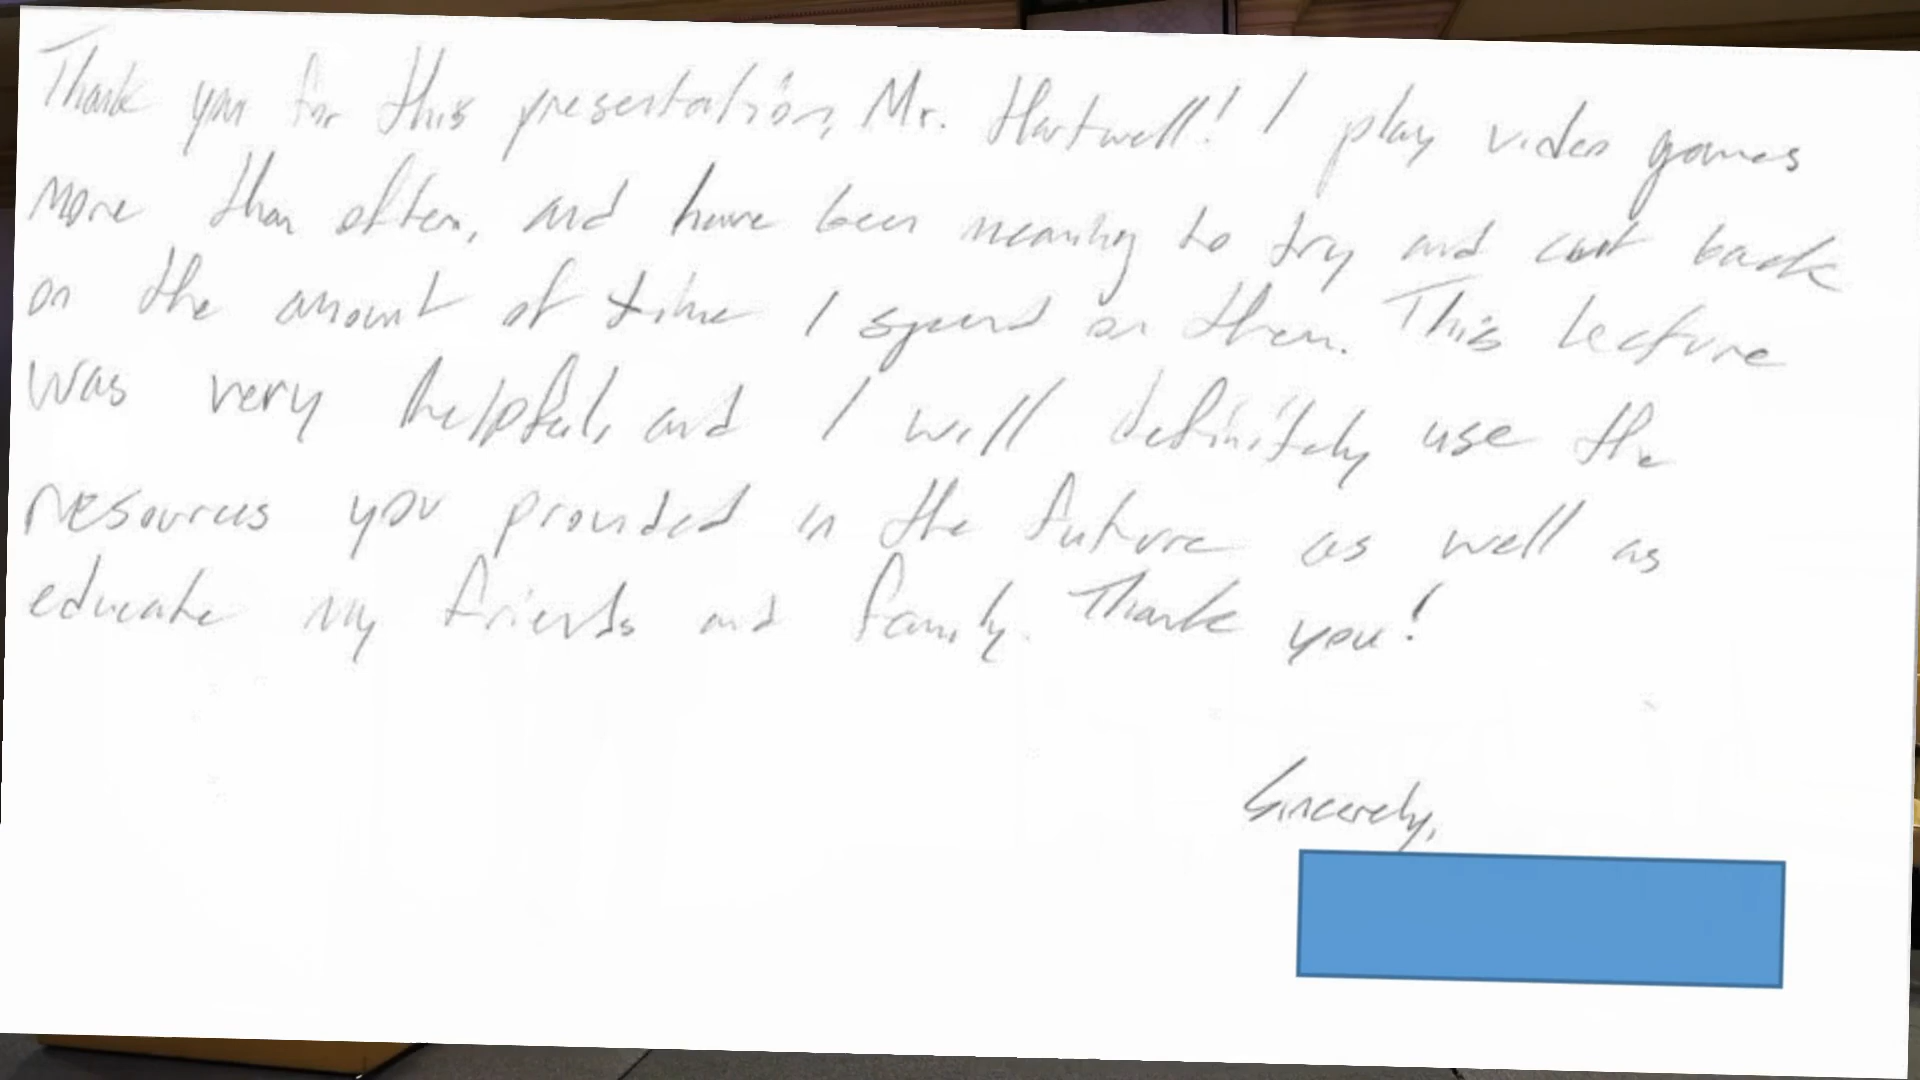 Thank you for this presentation, Mr. Hartwell! I play video games
more than often, and have been meaning to try and cut back
on the amount of time I spend on them. This lecture
was very helpful, and I will definitely use the
resources you provided in the future as well as
educate my friends and family. Thank you!
Sincerely,